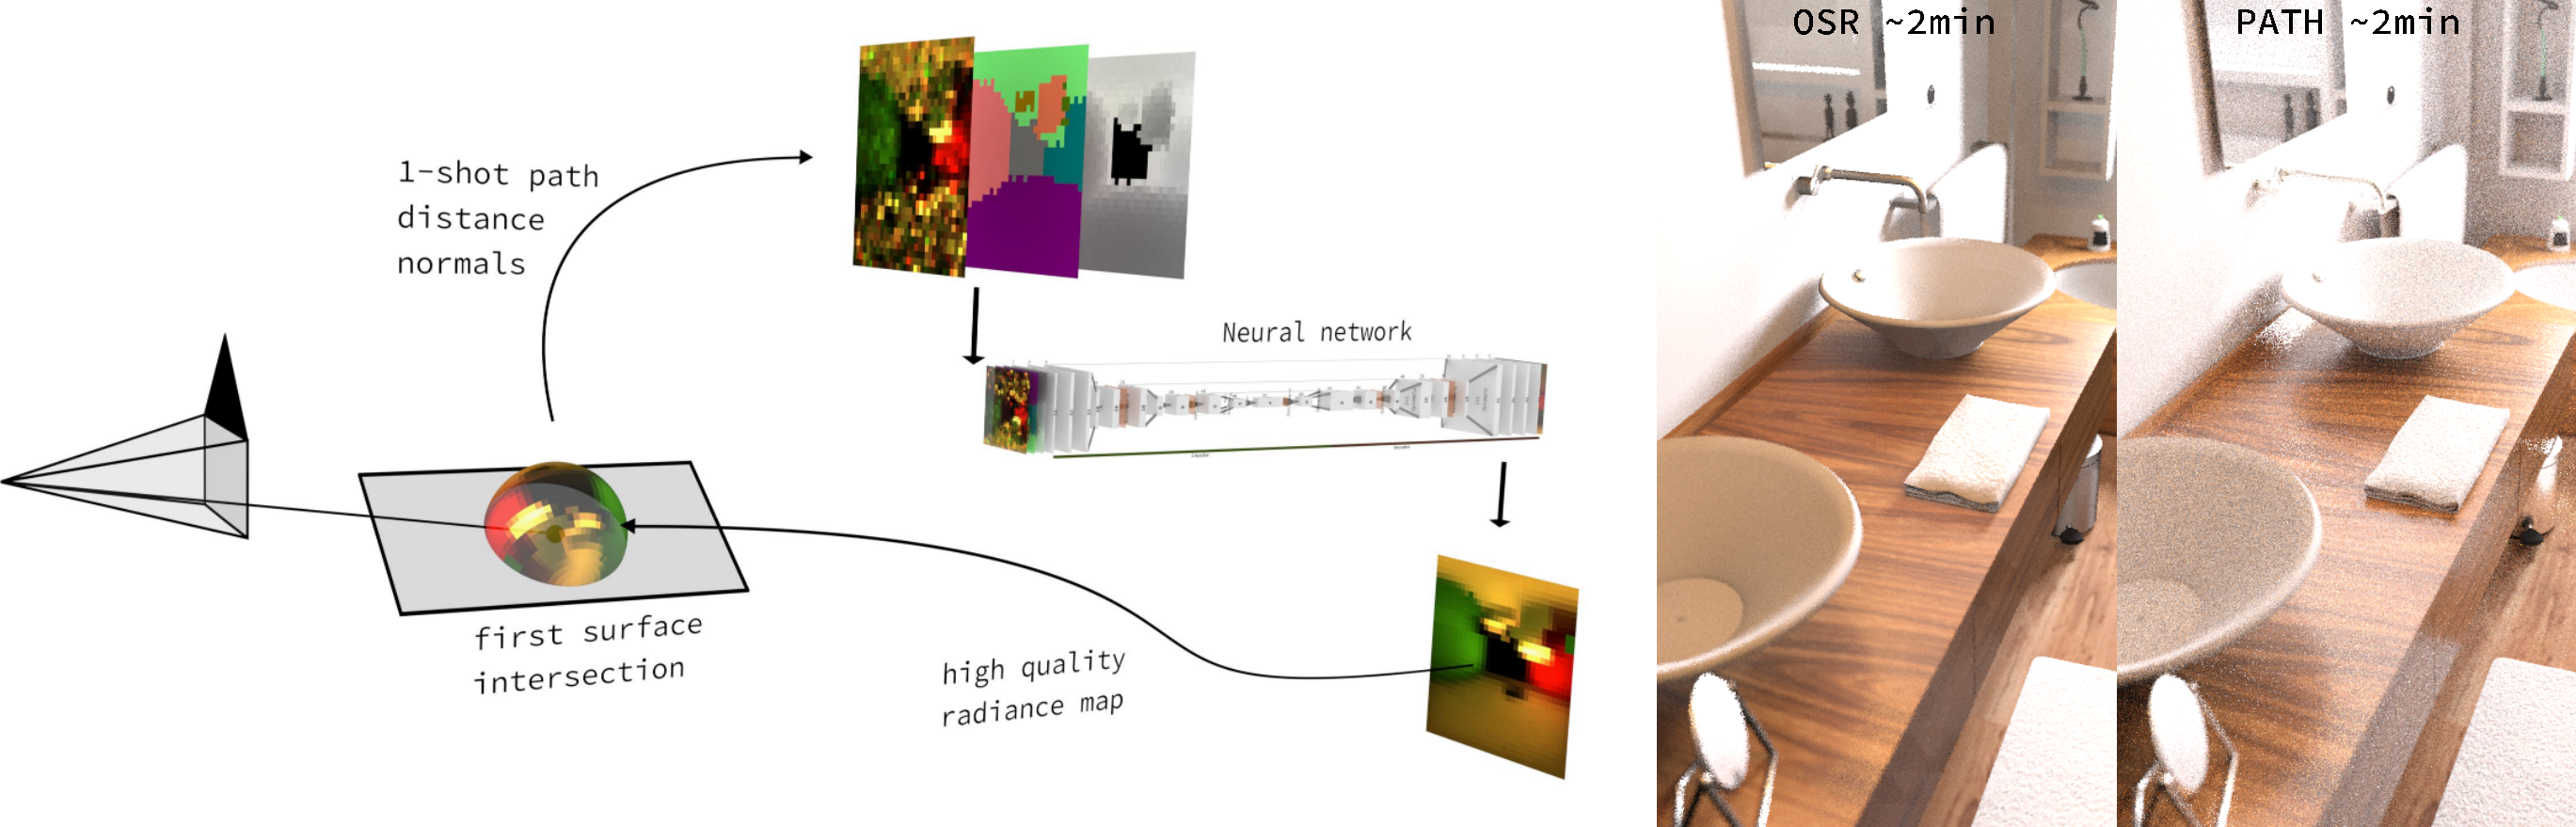 1-shot path
distance
normals
Neural network
first surface
intersection
high quality
radiance map
OSR ~2min
PATH ~2min